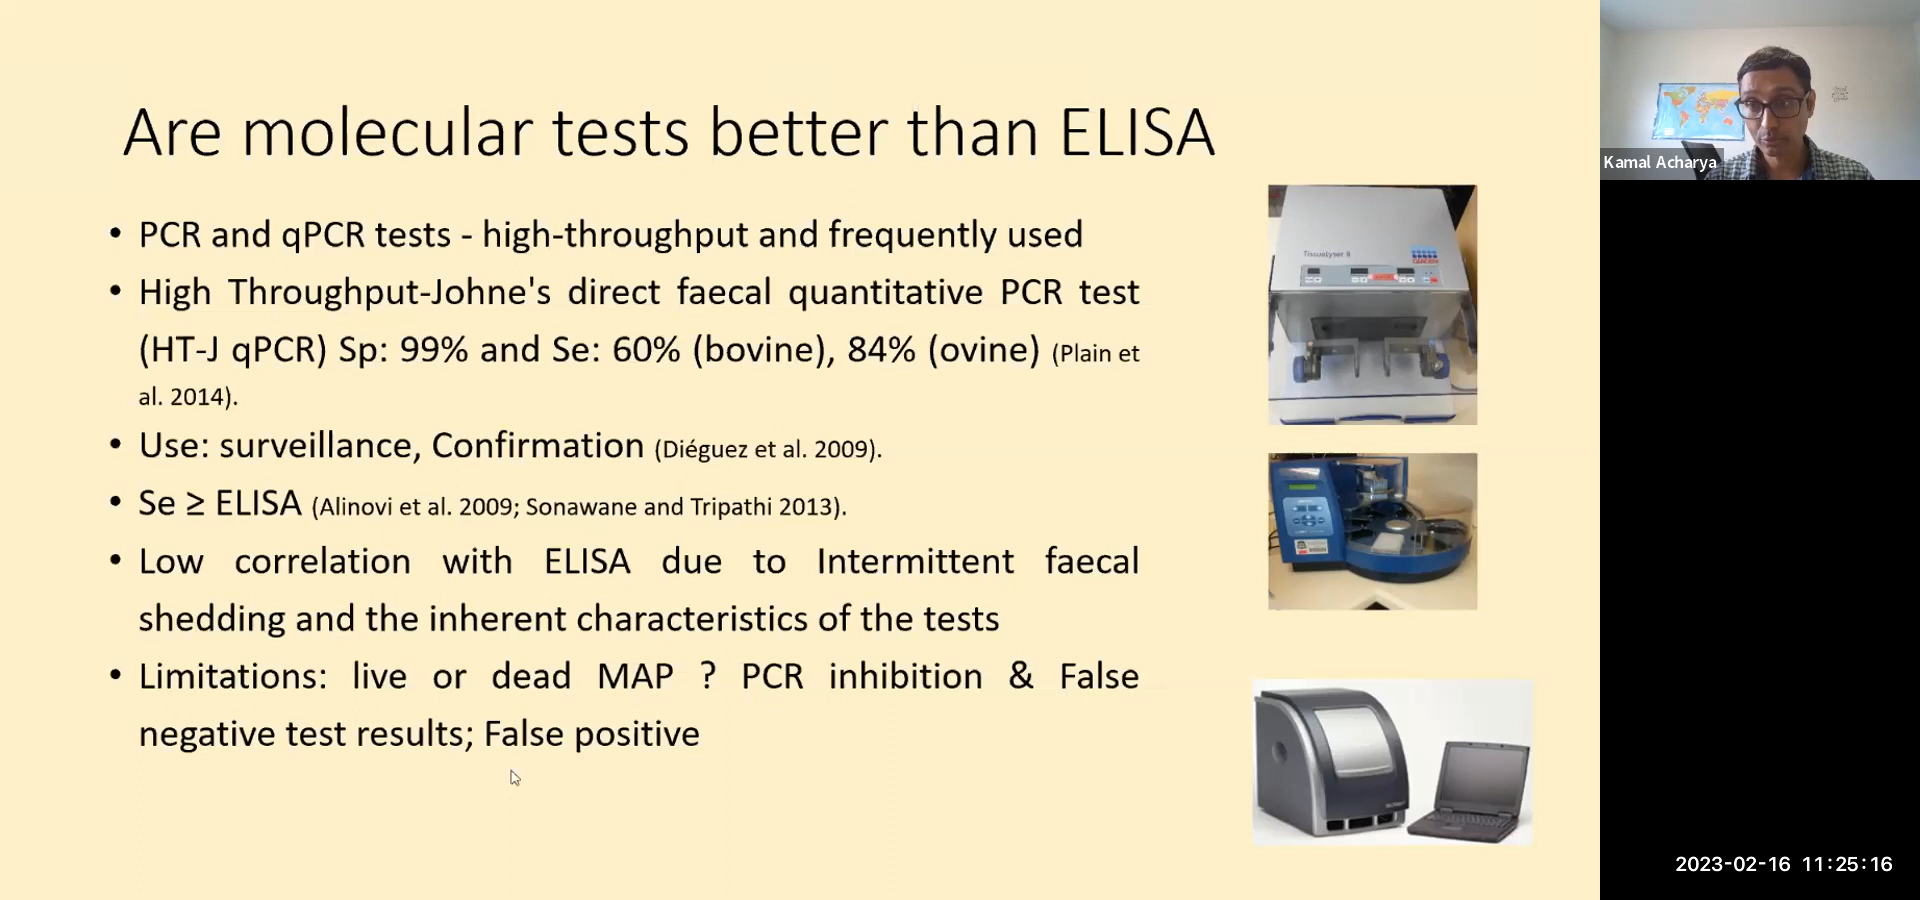 Are molecular tests better than ELISA
• PCR and qPCR tests - high-throughput and frequently used
• High Throughput-Johne's direct faecal quantitative PCR test
(HT-J qPCR) Sp: 99% and Se: 60% (bovine), 84% (ovine) (Plain et
al. 2014).
• Use: surveillance, Confirmation (Diéguez et al. 2009).
• Se ≥ ELISA (Alinovi et al. 2009; Sonawane and Tripathi 2013).
• Low correlation with ELISA due to Intermittent faecal
shedding and the inherent characteristics of the tests
• Limitations: live or dead MAP ? PCR inhibition & False
negative test results; False positive
TissueLyser II
QIAGEN
Kamal Acharya
2023-02-16 11:25:16